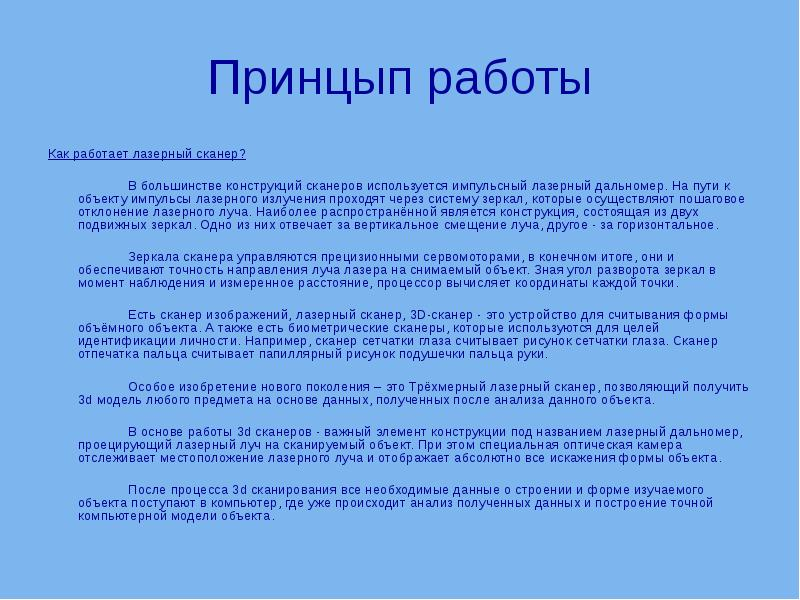 Принцып работы
Как работает лазерный сканер?
В большинстве конструкций сканеров используется импульсный лазерный дальномер. На пути к
объекту импульсы лазерного излучения проходят через систему зеркал, которые осуществляют пошаговое
отклонение лазерного луча. Наиболее распространённой является конструкция, состоящая из двух
подвижных зеркал. Одно из них отвечает за вертикальное смещение луча, другое - за горизонтальное.
Зеркала сканера управляются прецизионными сервомоторами, в конечном итоге, они и
обеспечивают точность направления луча лазера на снимаемый объект. Зная угол разворота зеркал в
момент наблюдения и измеренное расстояние, процессор вычисляет координаты каждой точки.
Есть сканер изображений, лазерный сканер, 3D-сканер - это устройство для считывания формы
объёмного объекта. А также есть биометрические сканеры, которые используются для целей
идентификации личности. Например, сканер сетчатки глаза считывает рисунок сетчатки глаза. Сканер
отпечатка пальца считывает папиллярный рисунок подушечки пальца руки.
Особое изобретение нового поколения – это Трёхмерный лазерный сканер, позволяющий получить
3d модель любого предмета на основе данных, полученных после анализа данного объекта.
В основе работы 3d сканеров - важный элемент конструкции под названием лазерный дальномер,
проецирующий лазерный луч на сканируемый объект. При этом специальная оптическая камера
отслеживает местоположение лазерного луча и отображает абсолютно все искажения формы объекта.
После процесса 3d сканирования все необходимые данные о строении и форме изучаемого
объекта поступают в компьютер, где уже происходит анализ полученных данных и построение точной
компьютерной модели объекта.